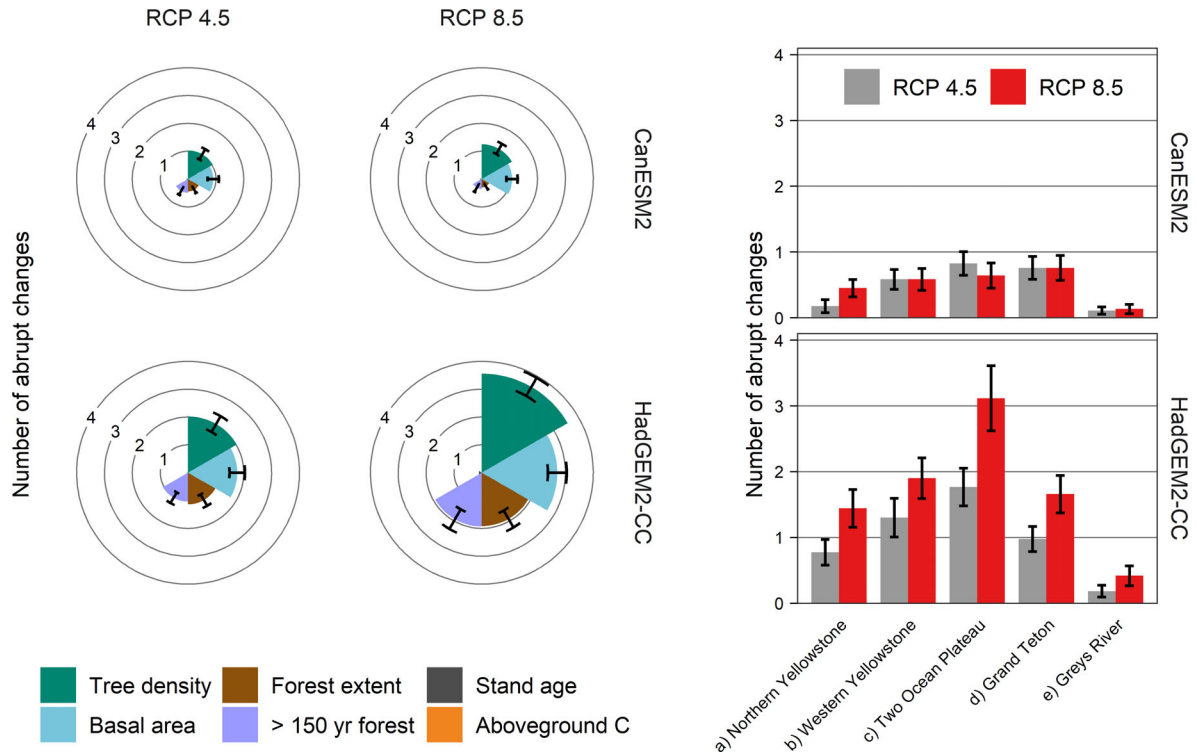 RCP 4.5
RCP 8.5
Number of abrupt changes
4
3
2
1
4
3
2
1
CanESM2
4
3
2
1
4
3
2
1
HadGEM2-CC
Tree density
Forest extent
Stand age
Basal area
> 150 yr forest
Aboveground C
Number of abrupt changes
RCP 4.5
RCP 8.5
4
3
2
1
0
CanESM2
4
3
2
1
0
HadGEM2-CC
a) Northern Yellowstone
b) Western Yellowstone
c) Two Ocean Plateau
d) Grand Teton
e) Greys River